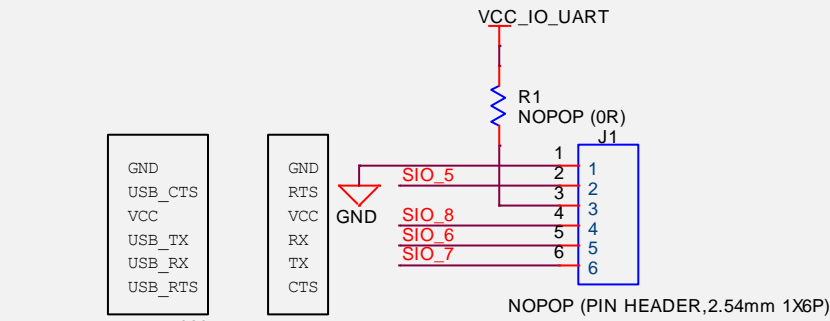 VCC_IO_UART
R1
NOPOP (0R)
J1
GND
USB_CTS
VCC
USB_TX
USB_RX
USB_RTS
GND
RTS
VCC
RX
TX
CTS
GND
SIO_5
SIO_8
SIO_6
SIO_7
1
2
3
4
5
6
1
2
3
4
5
6
NOPOP (PIN HEADER,2.54mm 1X6P)